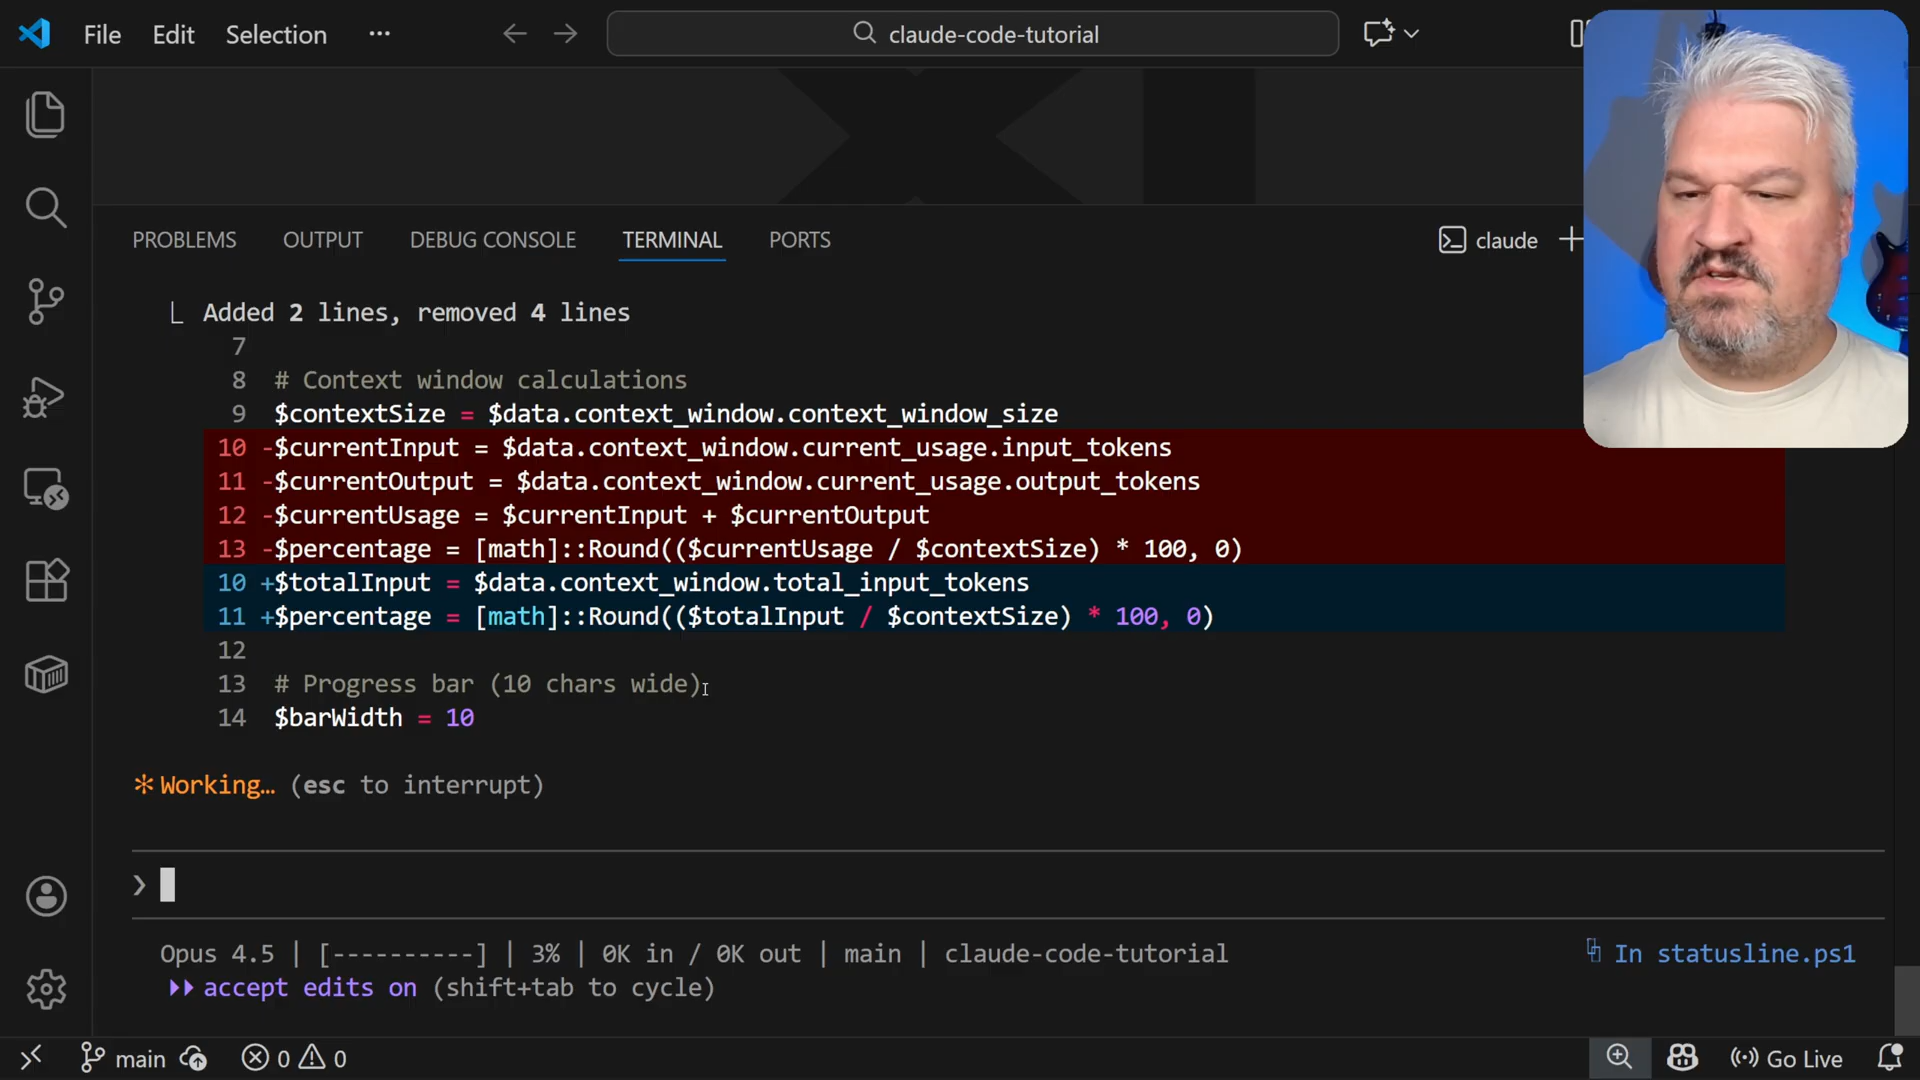 File Edit Selection ··· claude-code-tutorial
PROBLEMS OUTPUT DEBUG CONSOLE TERMINAL PORTS claude
Added 2 lines, removed 4 lines
7
8 # Context window calculations
9 $contextSize = $data.context_window.context_window_size
10 -$currentInput = $data.context_window.current_usage.input_tokens
11 -$currentOutput = $data.context_window.current_usage.output_tokens
12 -$currentUsage = $currentInput + $currentOutput
13 -$percentage = [math]::Round(($currentUsage / $contextSize) * 100, 0)
10 +$totalInput = $data.context_window.total_input_tokens
11 +$percentage = [math]::Round(($totalInput / $contextSize) * 100, 0)
12
13 # Progress bar (10 chars wide)
14 $barWidth = 10
Working… (esc to interrupt)
❯
Opus 4.5 | [----------] | 3% | 0K in / 0K out | main | claude-code-tutorial In statusline.ps1
accept edits on (shift+tab to cycle)
main 0 0 Go Live